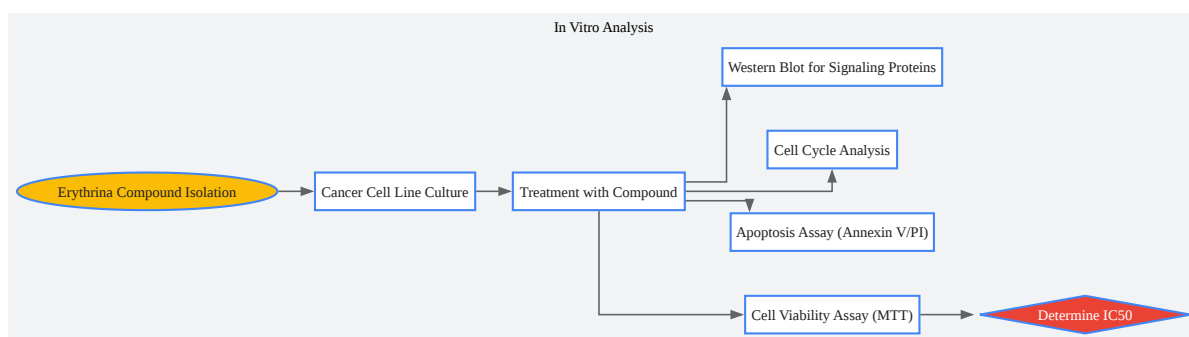 In Vitro Analysis
Western Blot for Signaling Proteins
Cell Cycle Analysis
Erythrina Compound Isolation
Cancer Cell Line Culture
Treatment with Compound
Apoptosis Assay (Annexin V/PI)
Cell Viability Assay (MTT)
Determine IC50